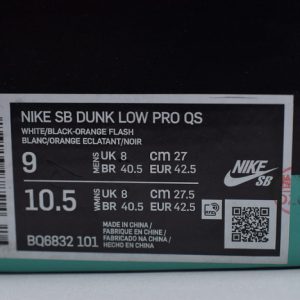 NIKE SB DUNK LOW PRO QS
WHITE/BLACK-ORANGE FLASH
BLANC/ORANGE ECLATANT/NOIR
9 MENS UK 8 CM 27
BR 40.5 EUR 42.5
10.5 WMNS UK 8 CM 27.5
BR 40.5 EUR 42.5
BQ6832 101
MADE IN CHINA /
FABRIQUE EN CHINE /
FABRICADO NA CHINA /
HECHO EN CHINA
NIKE
SB